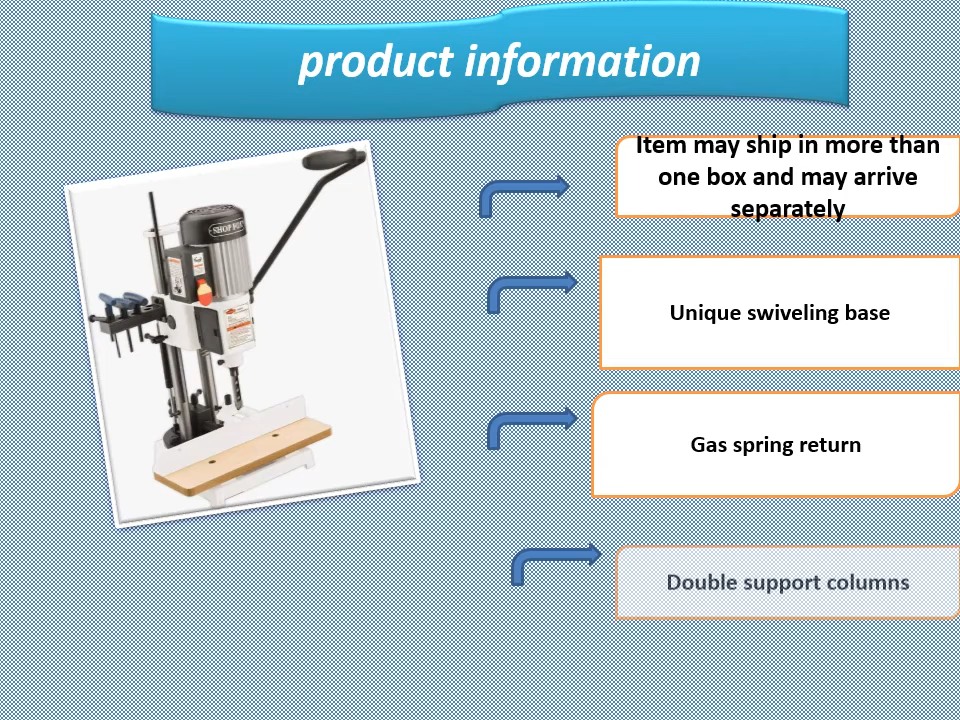 product information
Item may ship in more than
one box and may arrive
separately
SHOP FOX
Unique swiveling base
Gas spring return
Double support columns